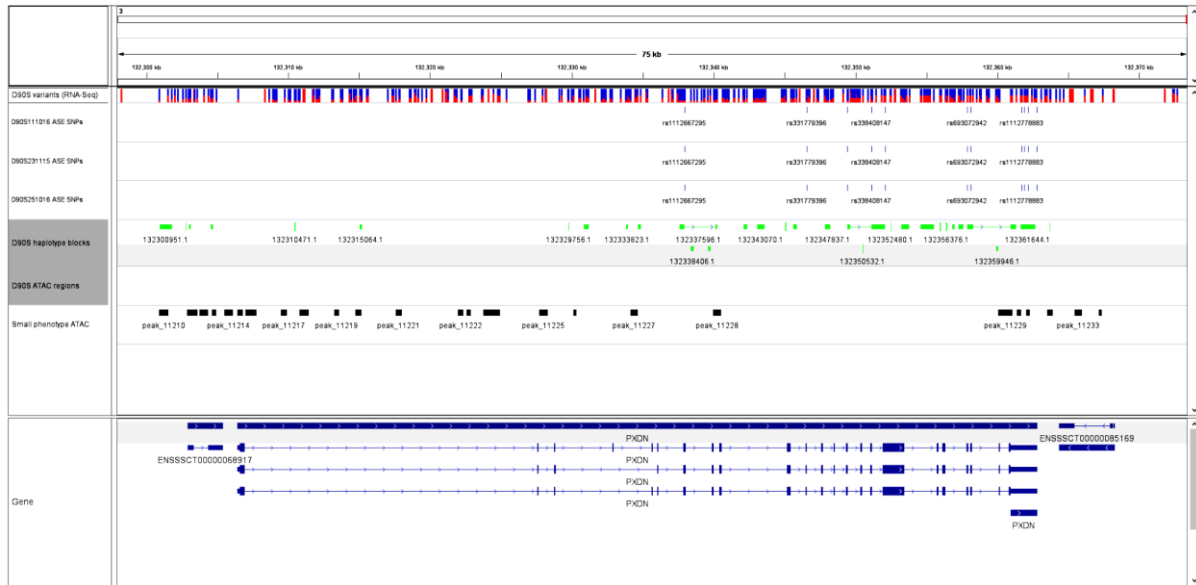 3
75 kb
132,300 kb 132,310 kb 132,320 kb 132,330 kb 132,340 kb 132,350 kb 132,360 kb 132,370 kb
D90S variants (RNA-Seq)
D90S111016 ASE SNPs
rs1112667295 rs331779396 rs338408147 rs693072942 rs1112778883
D90S231115 ASE SNPs
rs1112667295 rs331779396 rs338408147 rs693072942 rs1112778883
D90S251016 ASE SNPs
rs1112667295 rs331779396 rs338408147 rs693072942 rs1112778883
D90S haplotype blocks
132300951.1 132310471.1 132315064.1 132329756.1 132333823.1 132337596.1 132343070.1 132347837.1 132352480.1 132356376.1 132361644.1
132338406.1 132350532.1 132359946.1
D90S ATAC regions
Small phenotype ATAC
peak_11210 peak_11214 peak_11217 peak_11219 peak_11221 peak_11222 peak_11225 peak_11227 peak_11228 peak_11229 peak_11233
Gene
PXDN ENSSSCT00000085169
ENSSSCT00000068917 PXDN
PXDN
PXDN
PXDN